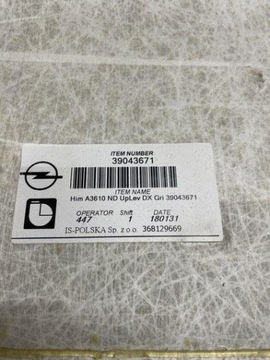 ITEM NUMBER
39043671
ITEM NAME
Him A3610 ND UpLev DX Gri 39043671
OPERATOR Shift DATE
447 1 180131
IS-POLSKA Sp. z o.o. 368129669